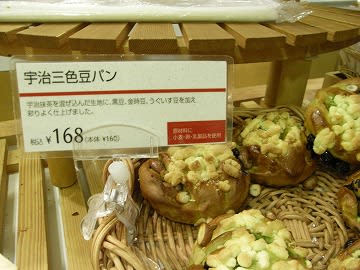 宇治三色豆パン
宇治抹茶を混ぜ込んだ生地に、黒豆、金時豆、うぐいす豆を加え
彩りよく仕上げました。
税込 ¥168 (本体 ¥160)
原材料に
小麦・卵・乳製品を使用